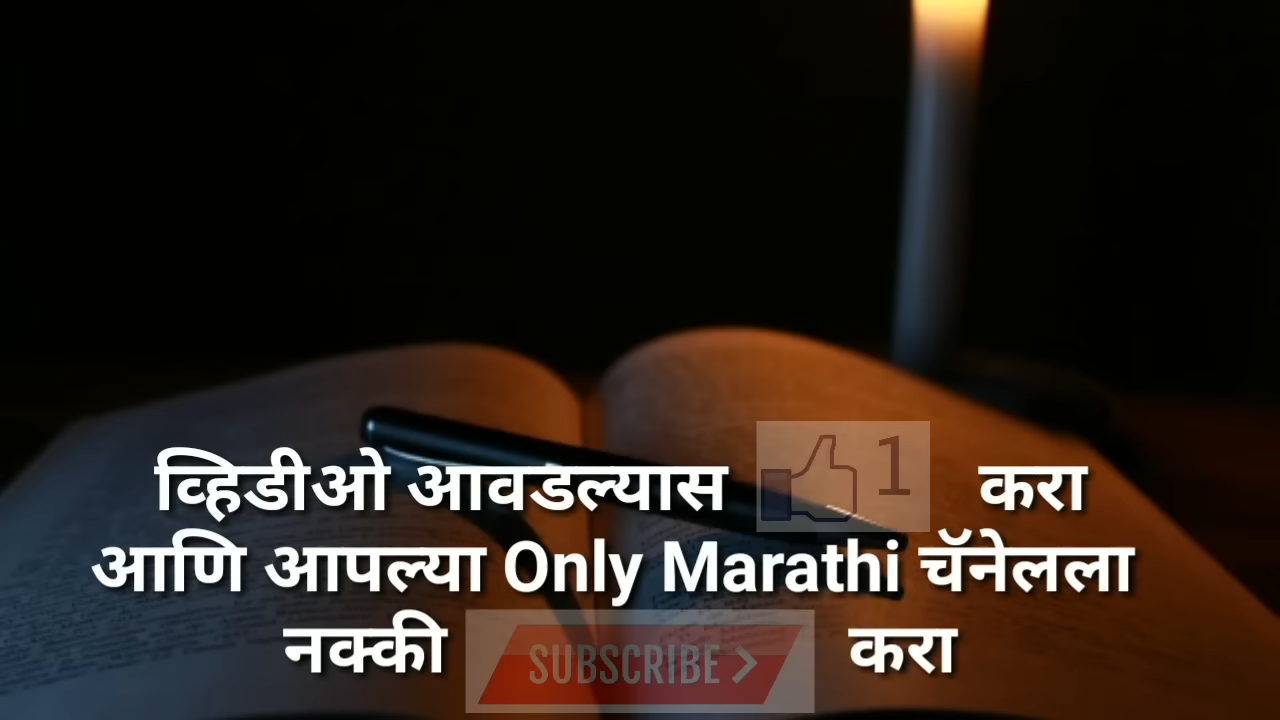 व्हिडीओ आवडल्यास 1 करा
आणि आपल्या Only Marathi चॅनेलला
नक्की SUBSCRIBE करा